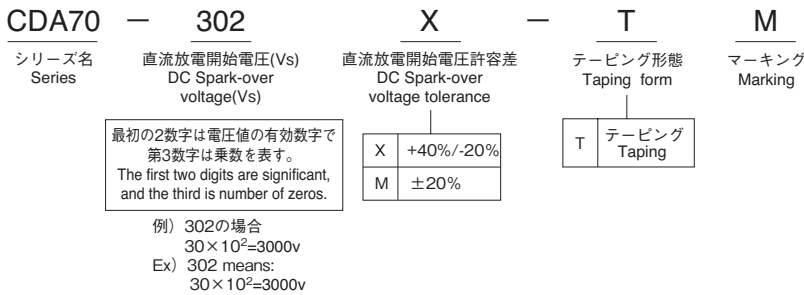 CDA70 － 302 X － T M
シリーズ名
Series
直流放電開始電圧(Vs)
DC Spark-over
voltage(Vs)
直流放電開始電圧許容差
DC Spark-over
voltage tolerance
テーピング形態
Taping form
マーキング
Marking
最初の2数字は電圧値の有効数字で
第3数字は乗数を表す。
The first two digits are significant,
and the third is number of zeros.
X +40%/-20%
M ±20%
T テーピング
Taping
例）302の場合
30×10²=3000v
Ex）302 means:
30×10²=3000v